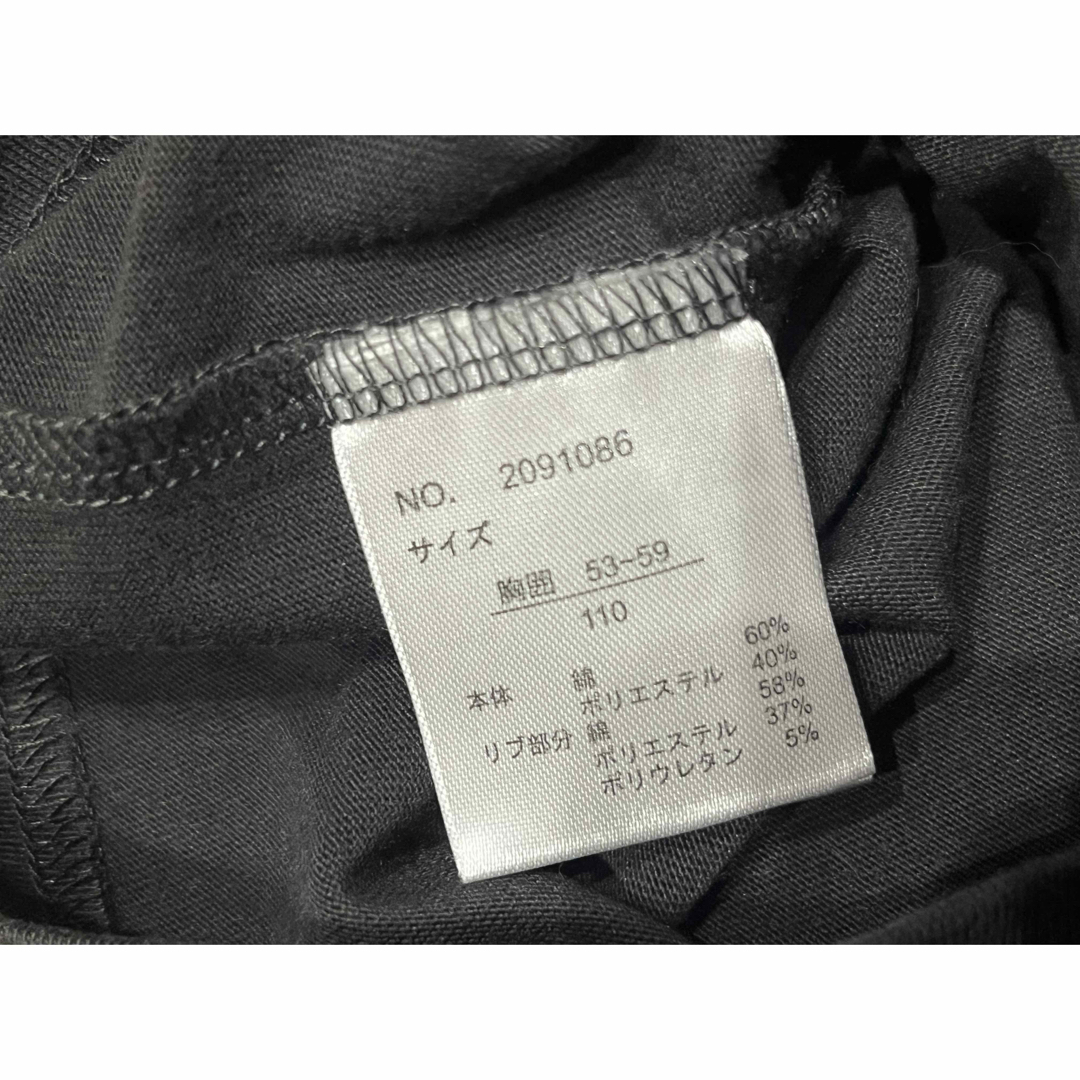 NO. 2091086
サイズ
胸囲 53~59
110
本体 綿 60%
ポリエステル 40%
リブ部分 綿 58%
ポリエステル 37%
ポリウレタン 5%